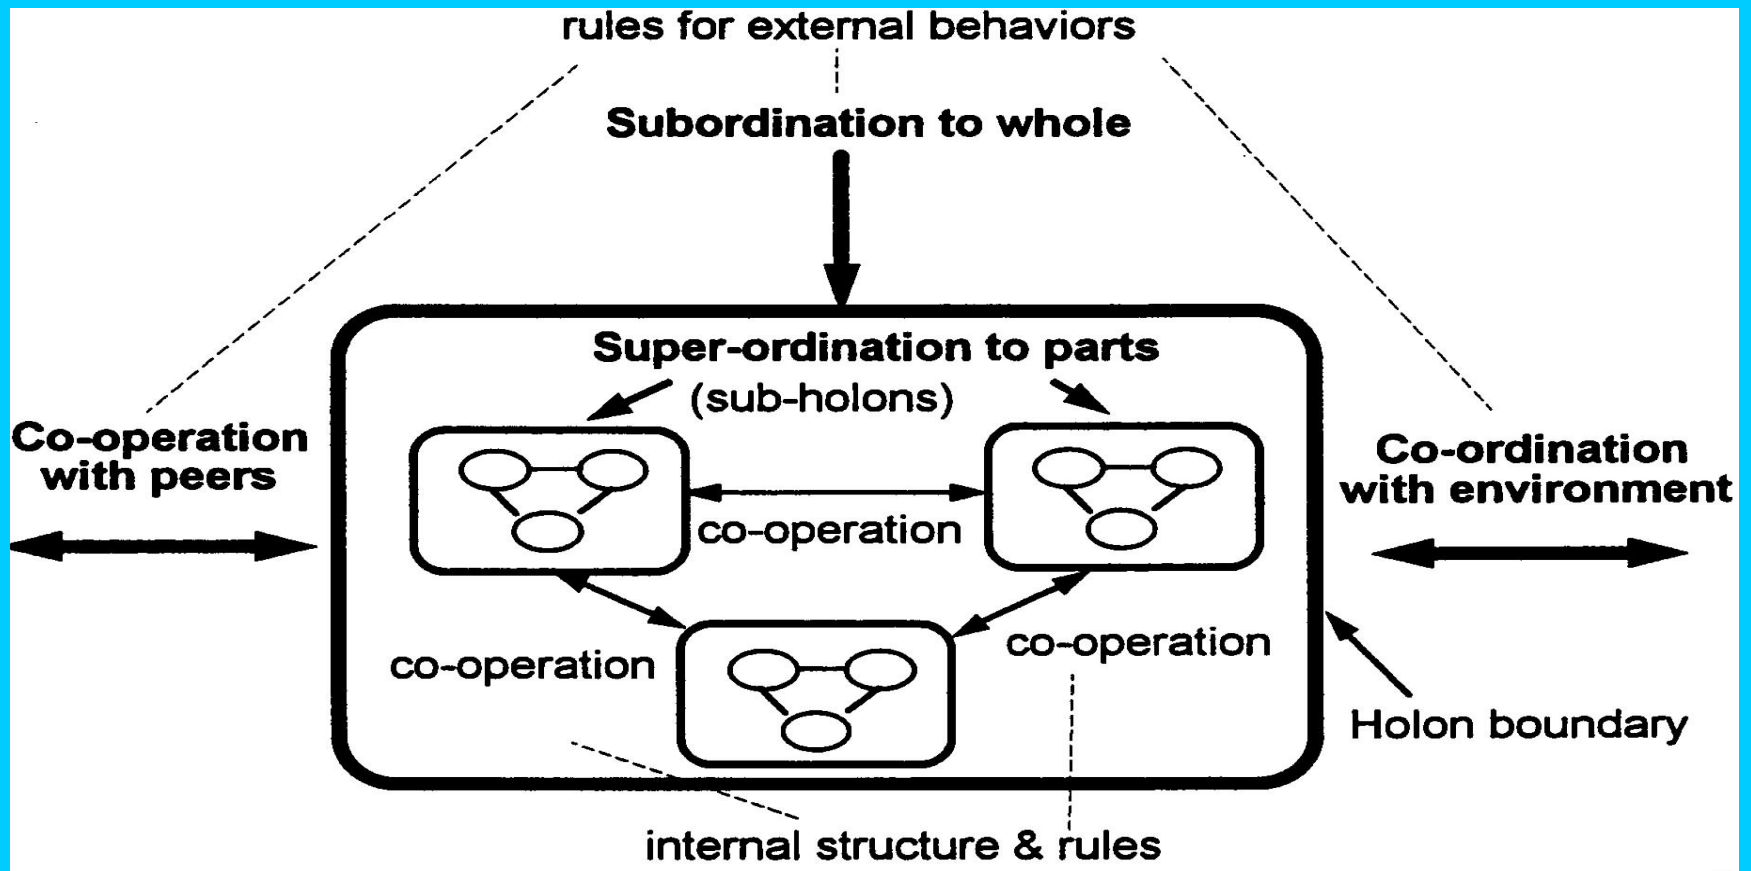 rules for external behaviors
Subordination to whole
Super-ordination to parts
(sub-holons)
Co-operation
with peers
Co-ordination
with environment
co-operation
co-operation
co-operation
Holon boundary
internal structure & rules